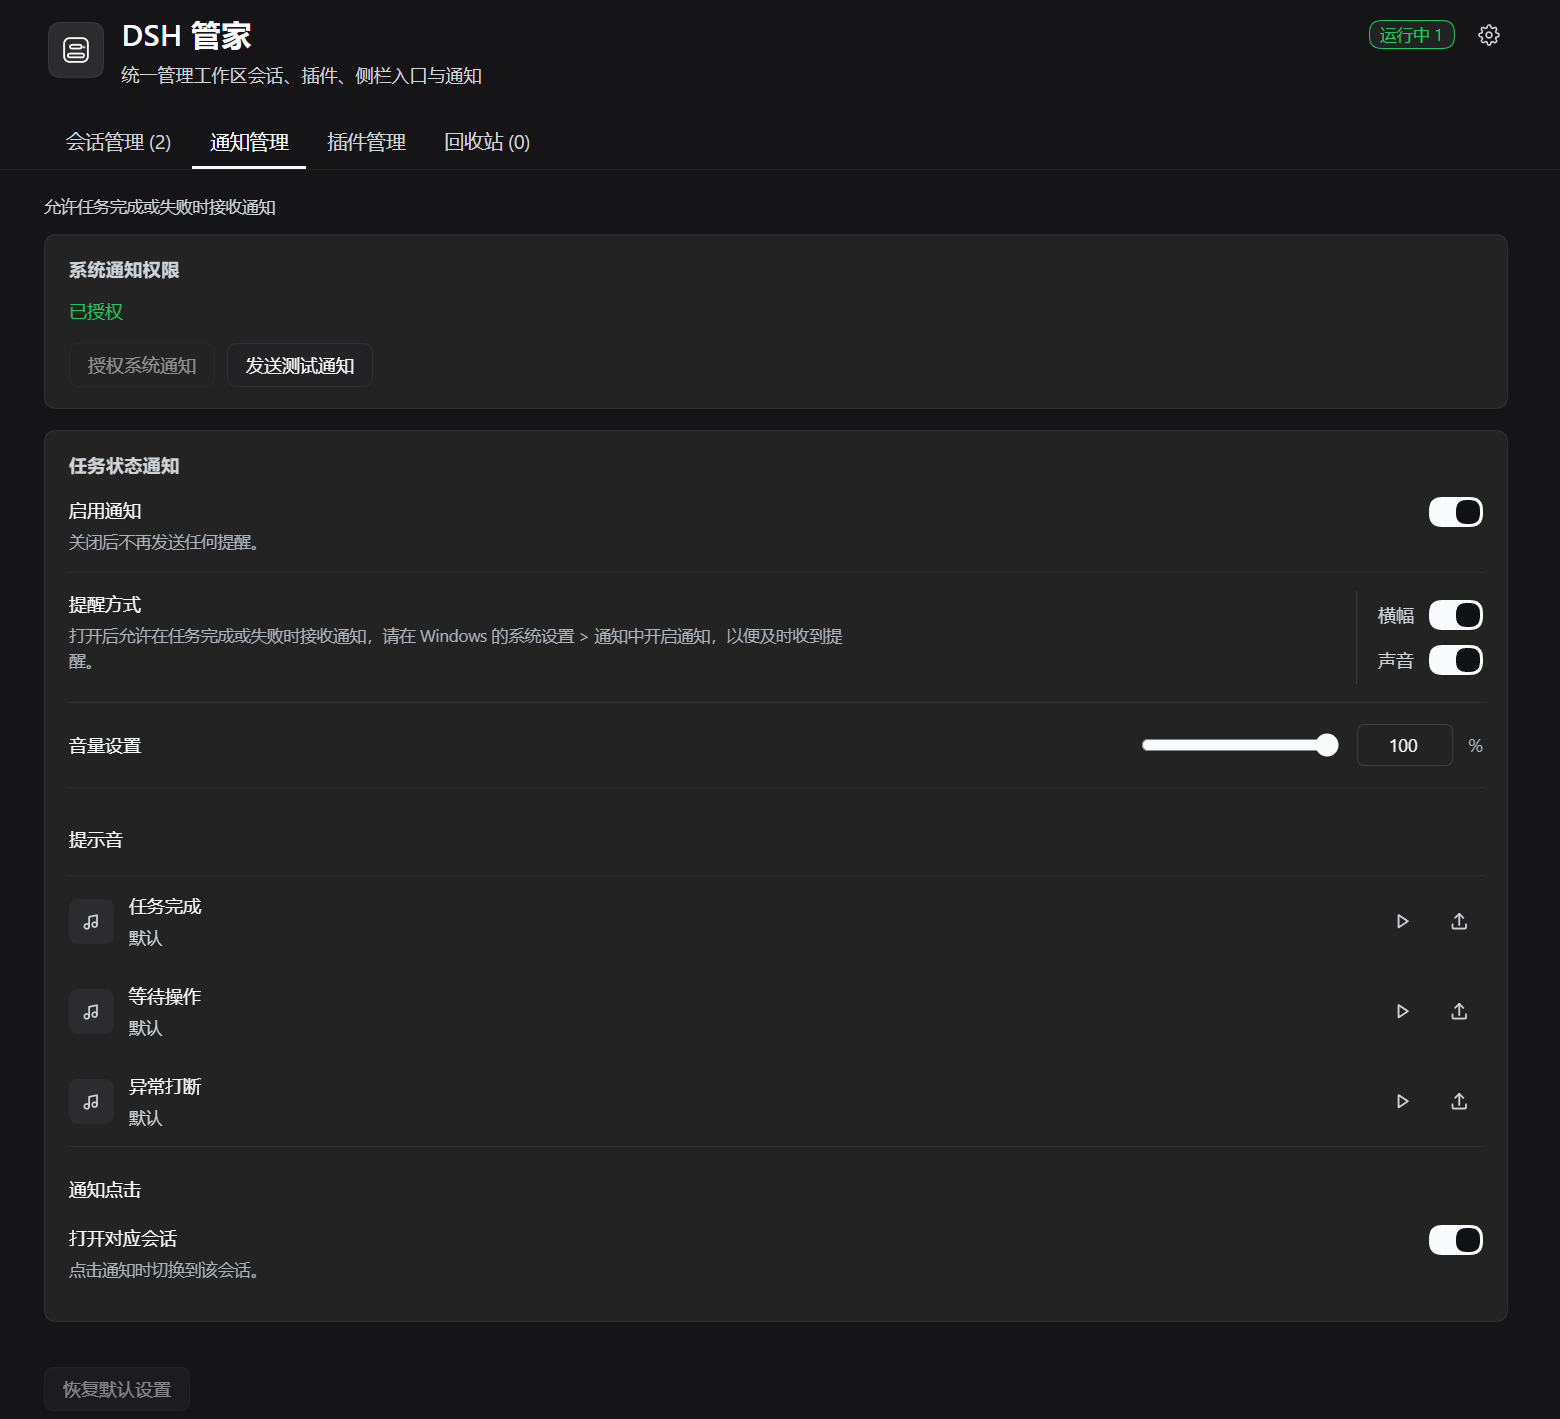 DSH 管家
运行中 1
统一管理工作区会话、插件、侧栏入口与通知
会话管理 (2)
通知管理
插件管理
回收站 (0)
允许任务完成或失败时接收通知
系统通知权限
已授权
授权系统通知
发送测试通知
任务状态通知
启用通知
关闭后不再发送任何提醒。
提醒方式
打开后允许在任务完成或失败时接收通知，请在 Windows 的系统设置 > 通知中开启通知，以便及时收到提
醒。
横幅
声音
音量设置
100
%
提示音
任务完成
默认
等待操作
默认
异常打断
默认
通知点击
打开对应会话
点击通知时切换到该会话。
恢复默认设置